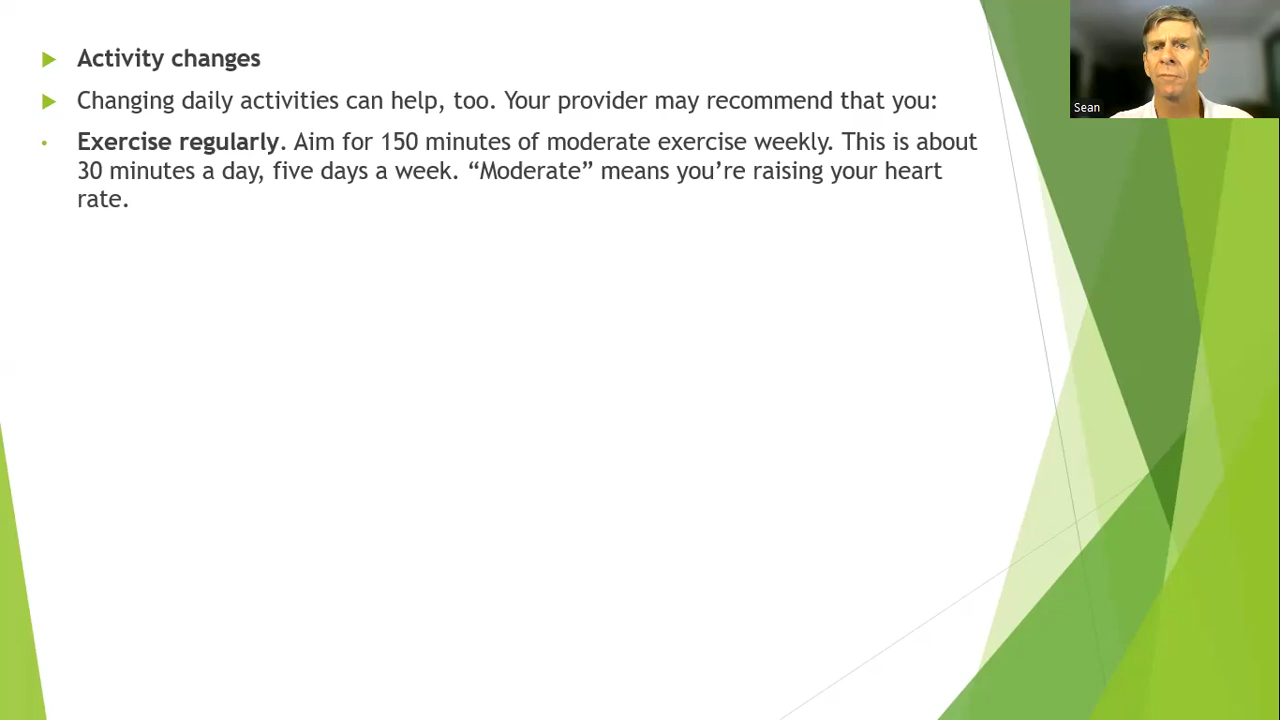 Activity changes
Changing daily activities can help, too. Your provider may recommend that you:
Exercise regularly. Aim for 150 minutes of moderate exercise weekly. This is about
30 minutes a day, five days a week. “Moderate” means you’re raising your heart
rate.
Sean